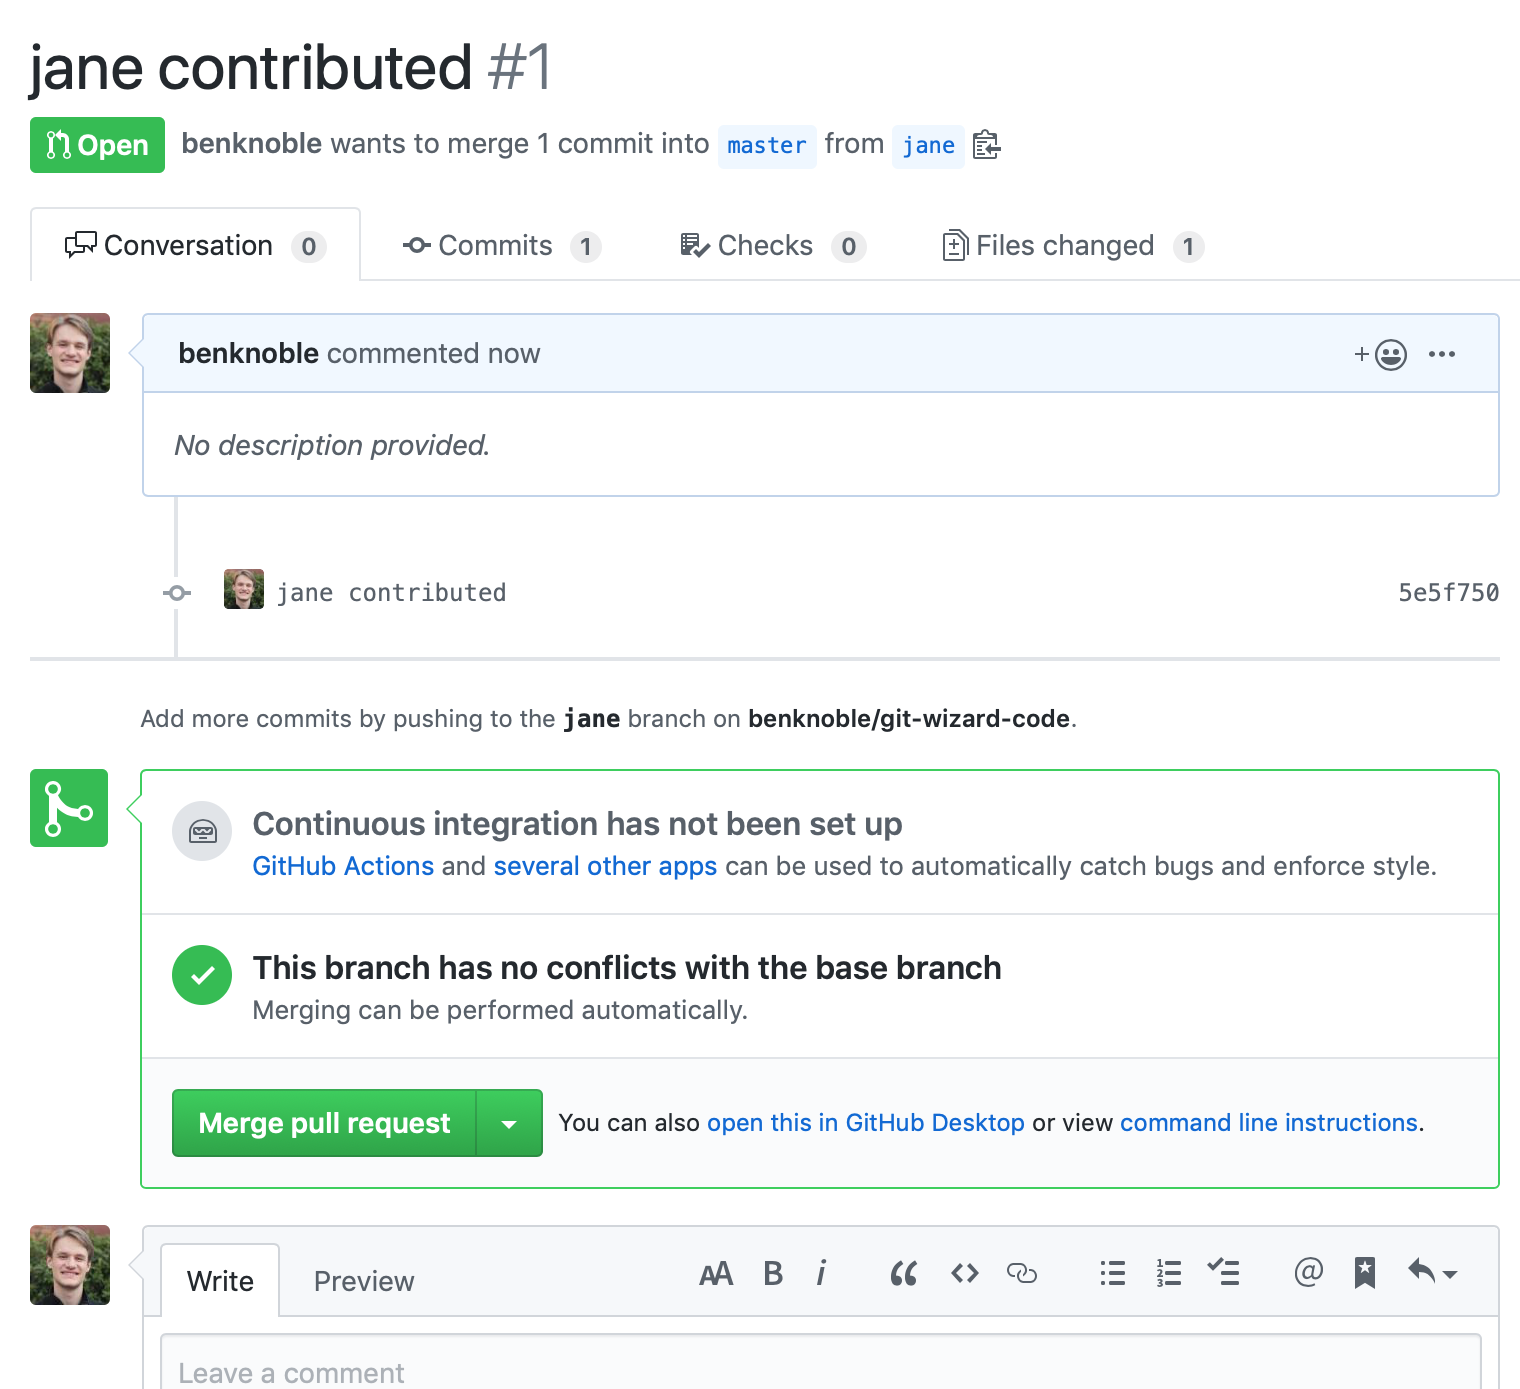 jane contributed #1
Open benknoble wants to merge 1 commit into master from jane
Conversation 0 Commits 1 Checks 0 Files changed 1
benknoble commented now
No description provided.
jane contributed 5e5f750
Add more commits by pushing to the jane branch on benknoble/git-wizard-code.
Continuous integration has not been set up
GitHub Actions and several other apps can be used to automatically catch bugs and enforce style.
This branch has no conflicts with the base branch
Merging can be performed automatically.
Merge pull request You can also open this in GitHub Desktop or view command line instructions.
Write Preview
Leave a comment